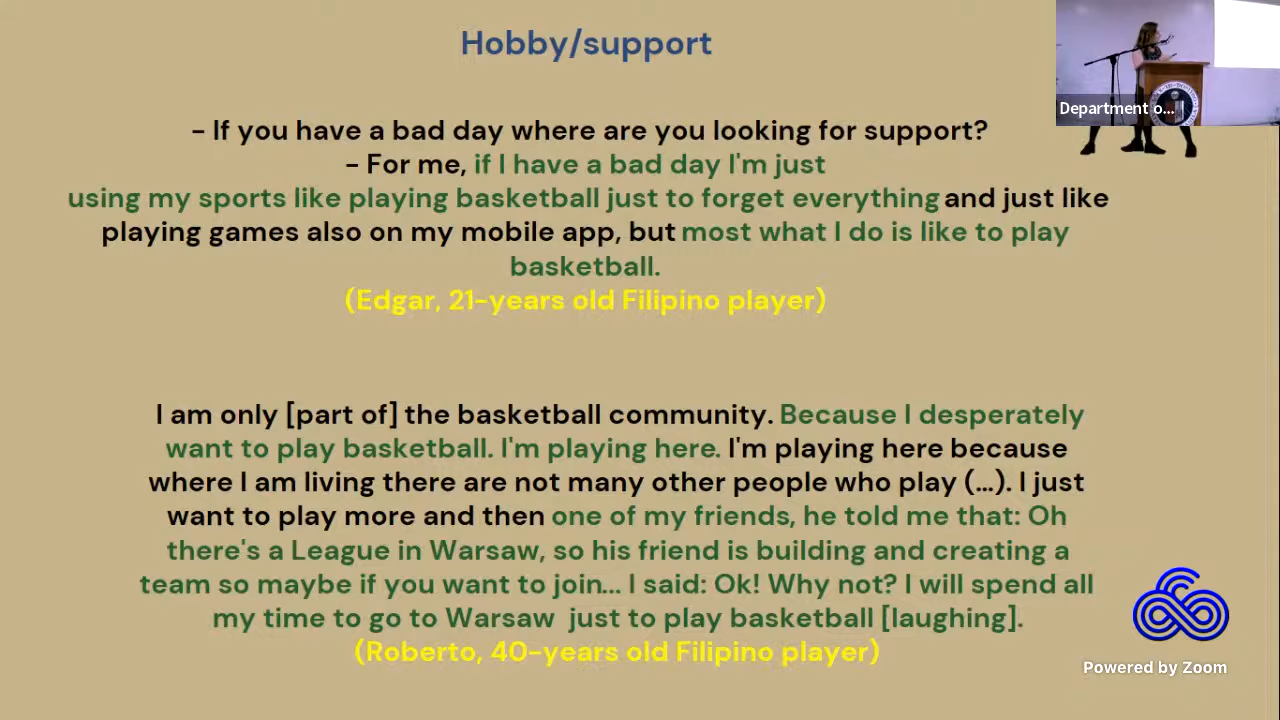 Hobby/support
Department o...
– If you have a bad day where are you looking for support?
– For me, if I have a bad day I'm just
using my sports like playing basketball just to forget everything and just like
playing games also on my mobile app, but most what I do is like to play
basketball.
(Edgar, 21-years old Filipino player)
I am only [part of] the basketball community. Because I desperately
want to play basketball. I'm playing here. I'm playing here because
where I am living there are not many other people who play (...). I just
want to play more and then one of my friends, he told me that: Oh
there's a League in Warsaw, so his friend is building and creating a
team so maybe if you want to join... I said: Ok! Why not? I will spend all
my time to go to Warsaw just to play basketball [laughing].
(Roberto, 40-years old Filipino player)
Powered by Zoom